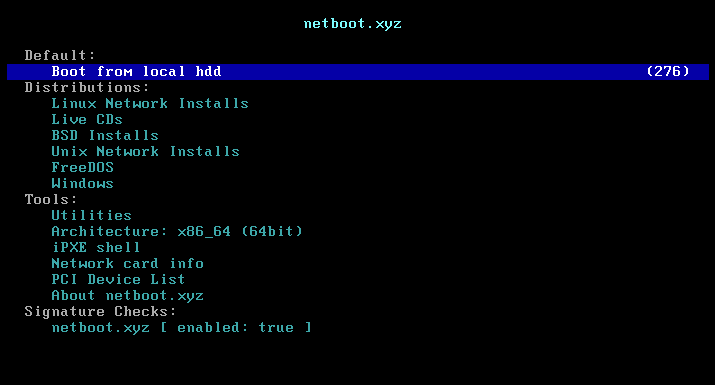 netboot.xyz
Default:
Boot from local hdd (276)
Distributions:
Linux Network Installs
Live CDs
BSD Installs
Unix Network Installs
FreeDOS
Windows
Tools:
Utilities
Architecture: x86_64 (64bit)
iPXE shell
Network card info
PCI Device List
About netboot.xyz
Signature Checks:
netboot.xyz [ enabled: true ]